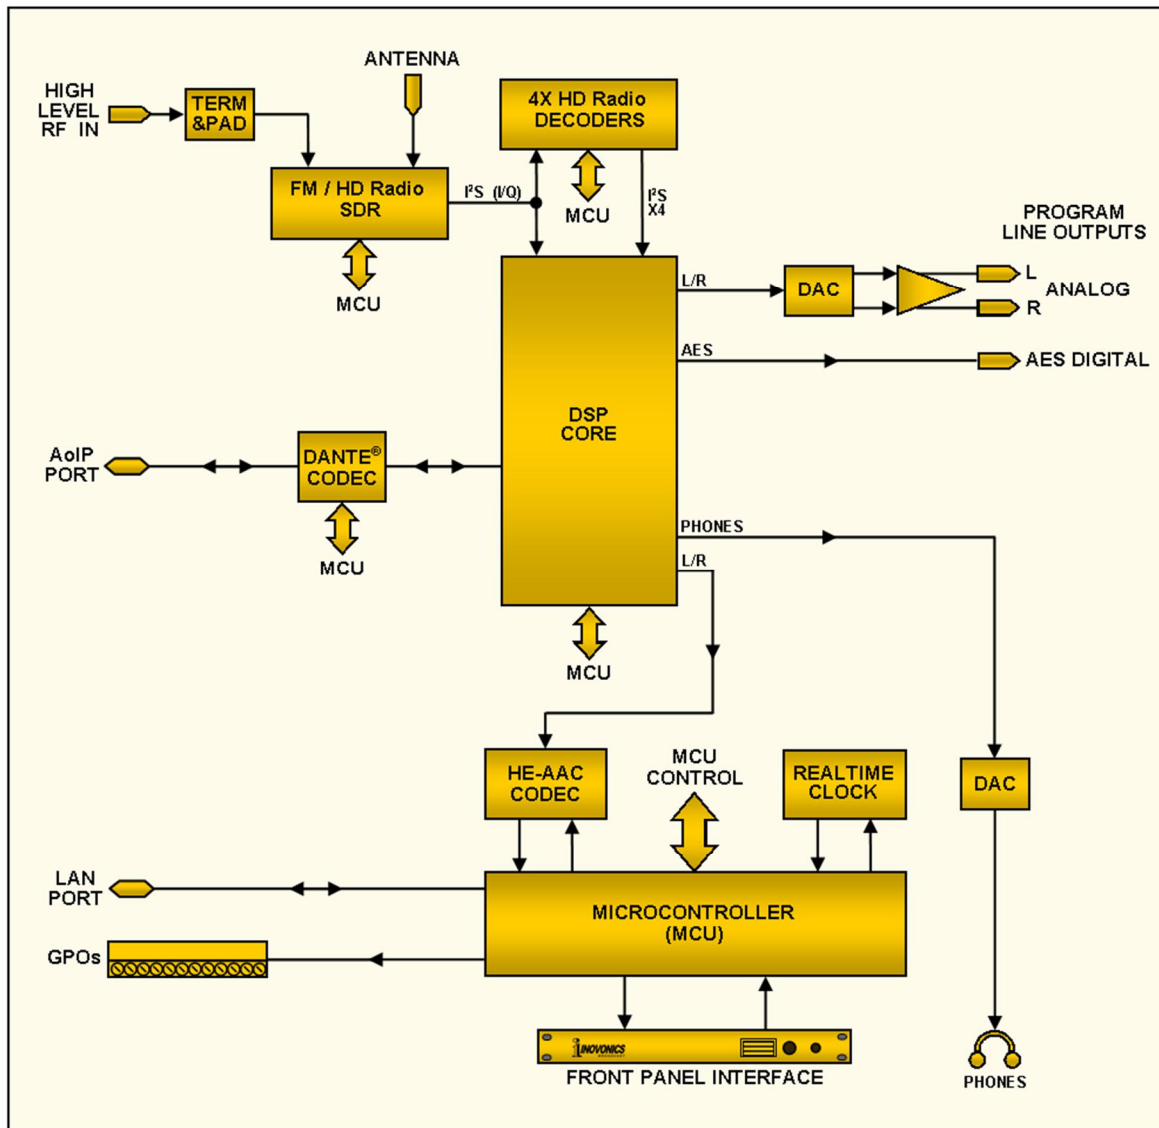 ANTENNA
HIGH
LEVEL
RF IN
TERM
&PAD
4X HD Radio
DECODERS
FM / HD Radio
SDR
I²S (I/Q)
MCU
I²S
X4
MCU
PROGRAM
LINE OUTPUTS
L/R
DAC
L
ANALOG
R
AES
AES DIGITAL
DSP
CORE
AoIP
PORT
DANTE®
CODEC
MCU
PHONES
L/R
MCU
HE-AAC
CODEC
MCU
CONTROL
REALTIME
CLOCK
DAC
LAN
PORT
MICROCONTROLLER
(MCU)
GPOs
INOVONICS
BROADCAST
FRONT PANEL INTERFACE
PHONES